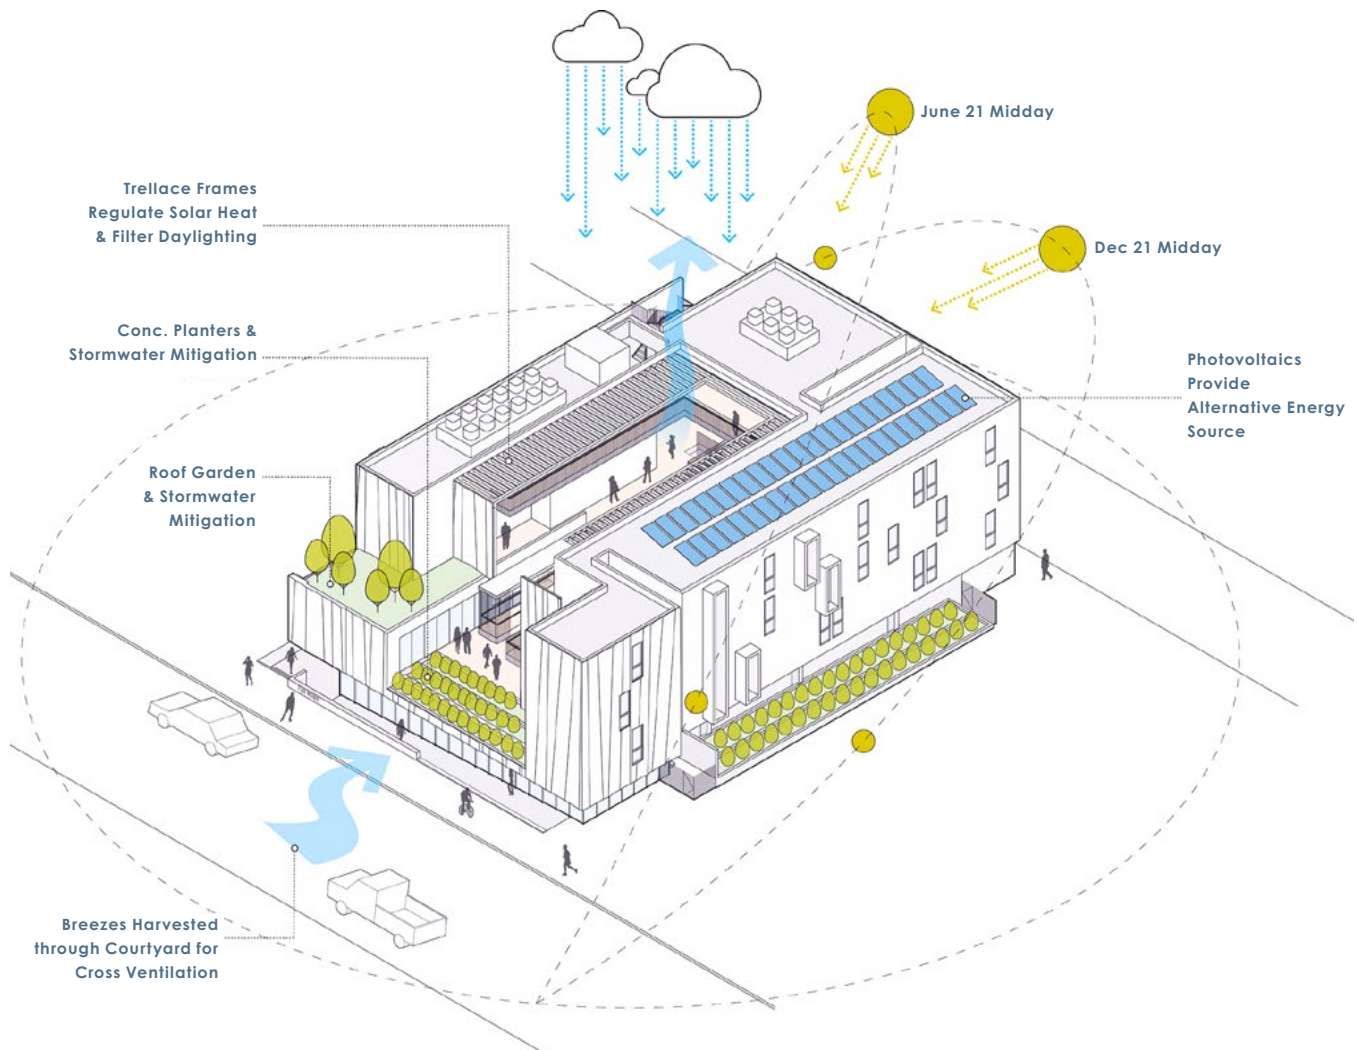 June 21 Midday
Trellace Frames
Regulate Solar Heat
& Filter Daylighting
Dec 21 Midday
Conc. Planters &
Stormwater Mitigation
Photovoltaics
Provide
Alternative Energy
Source
Roof Garden
& Stormwater
Mitigation
Breezes Harvested
through Courtyard for
Cross Ventilation